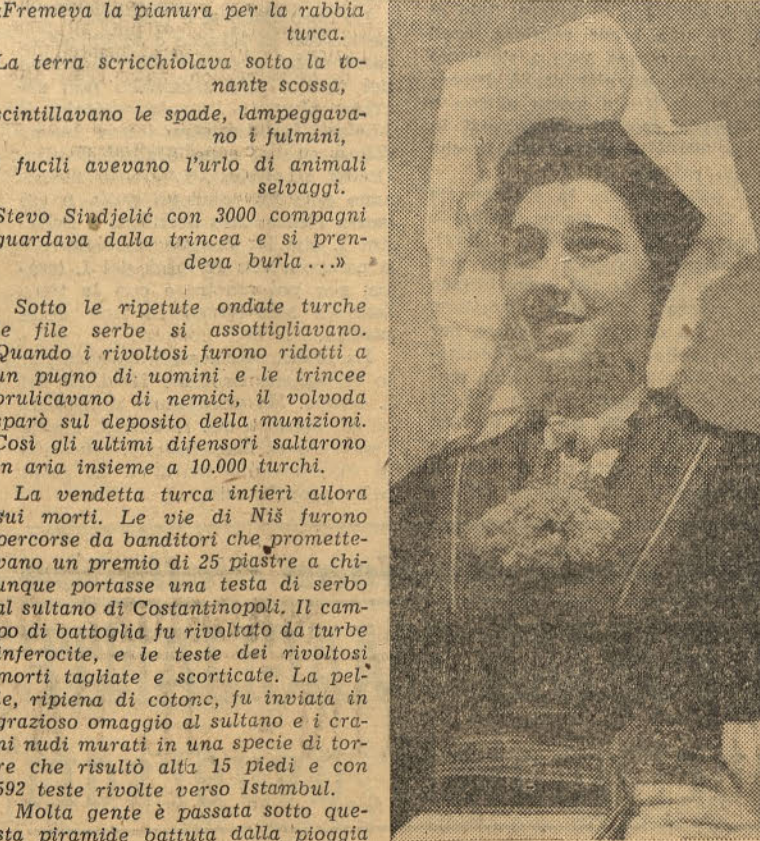 «Fremeva la pianura per la rabbia
turca.
La terra scricchiolava sotto la to-
nante scossa,
scintillavano le spade, lampeggava-
no i fulmini,
fucili avevano l'urlo di animali
selvaggi.
Stevo Sindjelić con 3000 compagni
guardava dalla trincea e si pren-
deva burla...»
Sotto le ripetute ondate turche
e file serbe si assottigliavano.
Quando i rivoltosi furono ridotti a
un pugno di uomini e le trincee
brulicavano di nemici, il volvoda
sparò sul deposito della munizioni.
Così gli ultimi difensori saltarono
in aria insieme a 10.000 turchi.
La vendetta turca infierì allora
sui morti. Le vie di Niš furono
percorse da banditori che promette-
vano un premio di 25 piastre a chi-
unque portasse una testa di serbo
al sultano di Costantinopoli. Il cam-
po di battoglia fu rivoltato da turbe
inferocite, e le teste dei rivoltosi
morti tagliate e scorticate. La pel-
le, ripiena di cotonc, fu inviata in
grazioso omaggio al sultano e i cra-
ni nudi murati in una specie di tor-
re che risultò alta 15 piedi e con
592 teste rivolte verso Istambul.
Molta gente è passata sotto que-
sta piramide battuta dalla pioggia